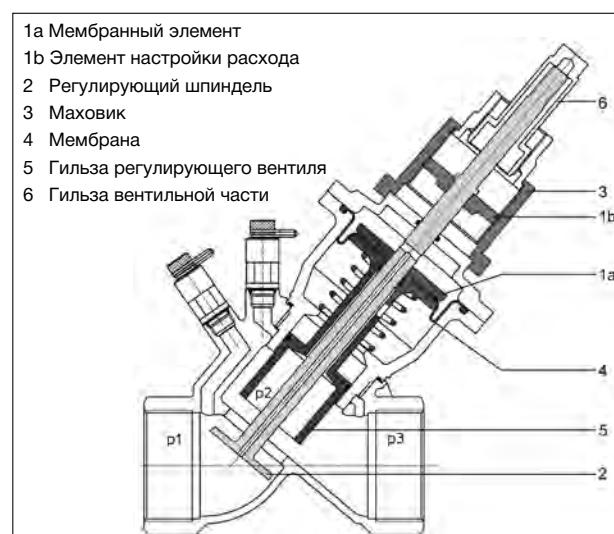 1a Мембранный элемент
1b Элемент настройки расхода
2 Регулирующий шпиндель
3 Маховик
4 Мембрана
5 Гильза регулирующего вентиля
6 Гильза вентильной части
6
3
1b
1a
4
p2
p1
p3
5
2